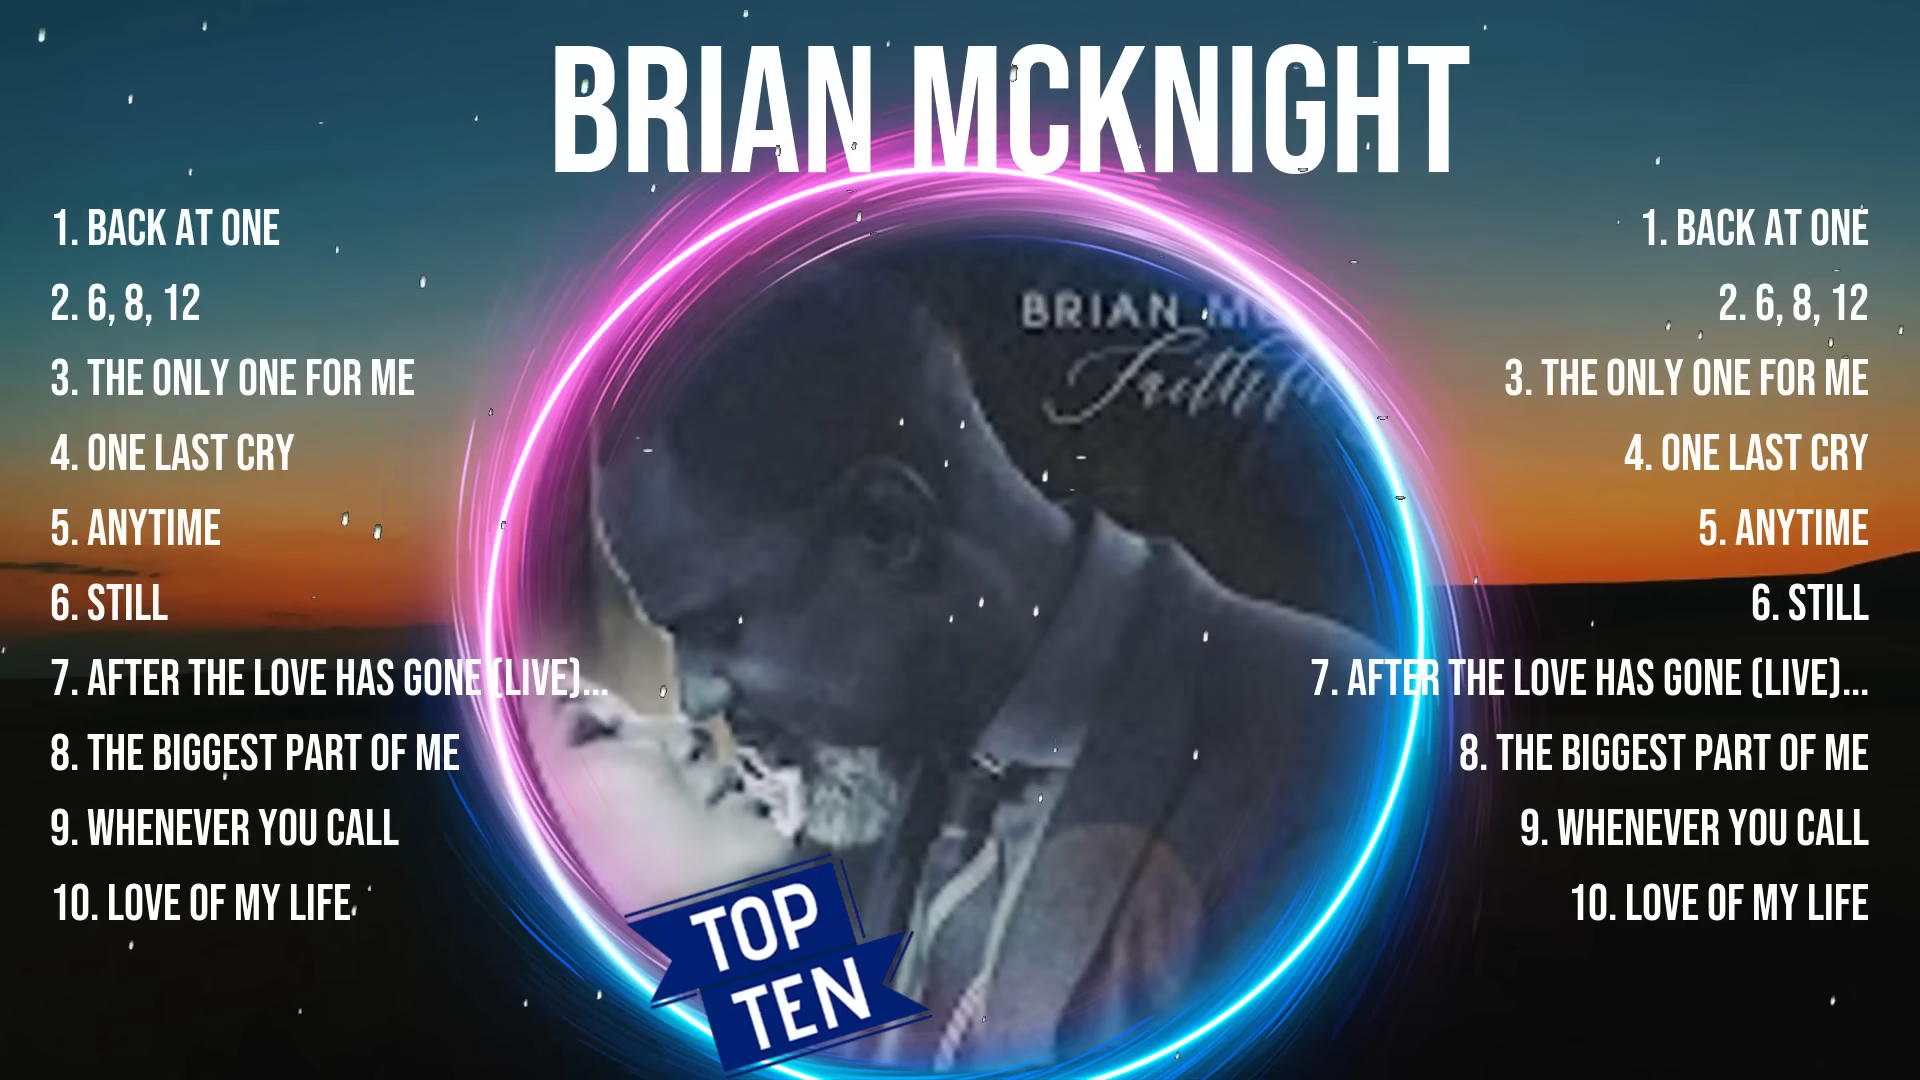 BRIAN MCKNIGHT
1. BACK AT ONE
2. 6, 8, 12
3. THE ONLY ONE FOR ME
4. ONE LAST CRY
5. ANYTIME
6. STILL
7. AFTER THE LOVE HAS GONE (LIVE)...
8. THE BIGGEST PART OF ME
9. WHENEVER YOU CALL
10. LOVE OF MY LIFE
BRIAN
TOP
TEN
1. BACK AT ONE
2. 6, 8, 12
3. THE ONLY ONE FOR ME
4. ONE LAST CRY
5. ANYTIME
6. STILL
7. AFTER THE LOVE HAS GONE (LIVE)...
8. THE BIGGEST PART OF ME
9. WHENEVER YOU CALL
10. LOVE OF MY LIFE